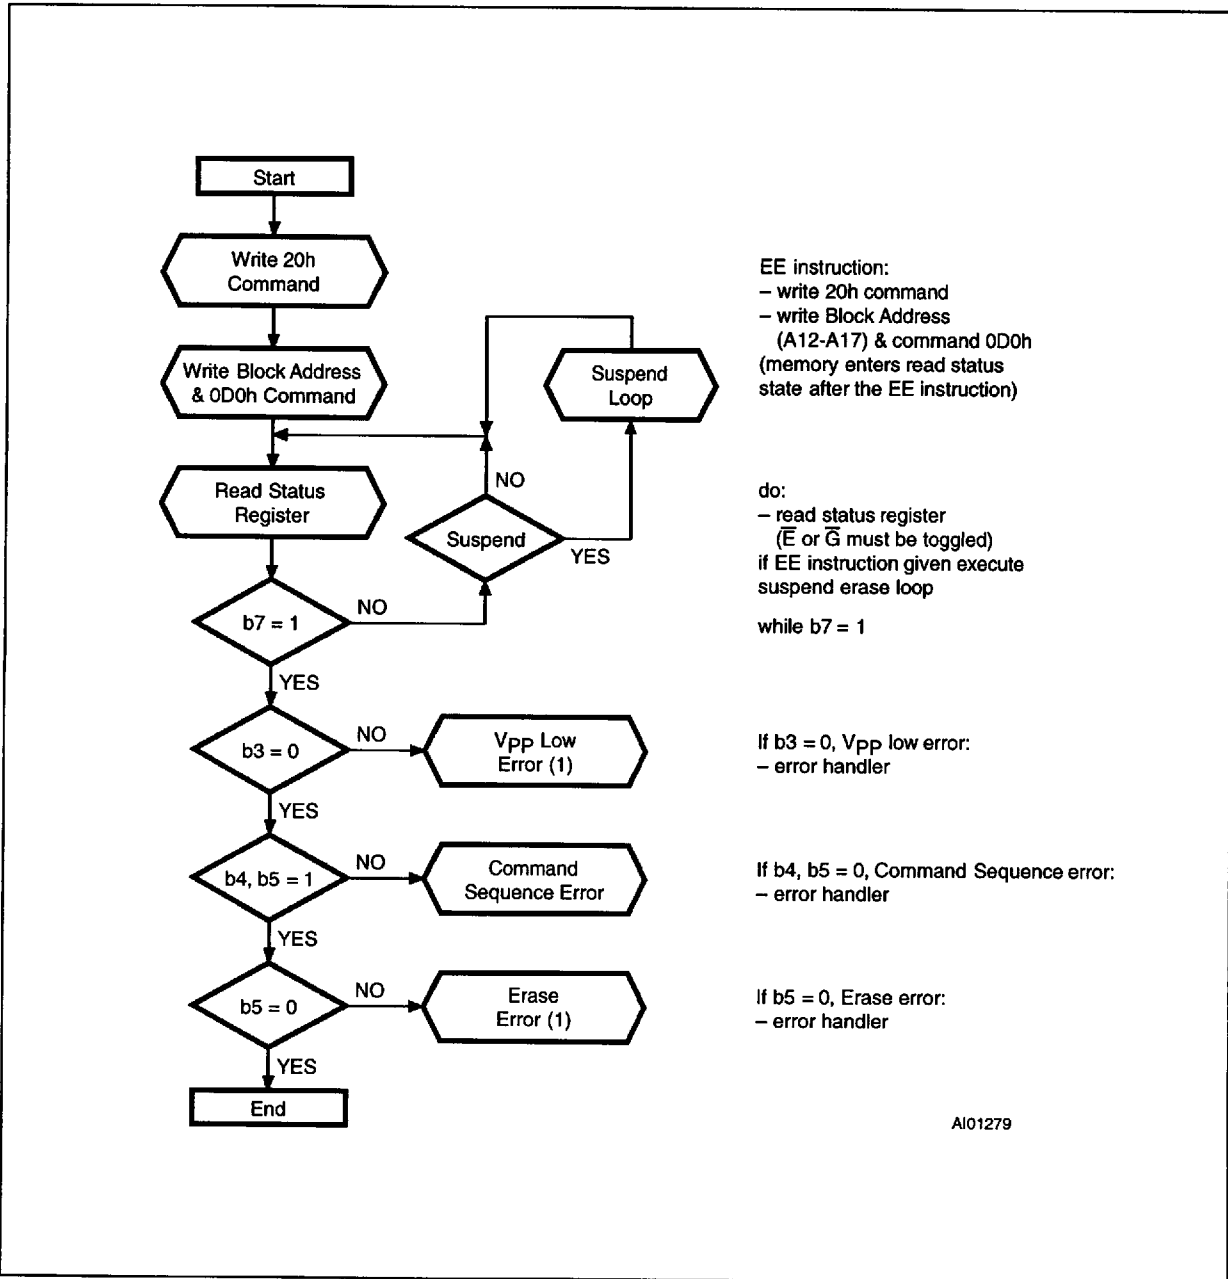 Start
Write 20h
Command
Write Block Address
& 0D0h Command
Read Status
Register
b7 = 1
NO
YES
Suspend
NO
YES
Suspend
Loop
b3 = 0
NO
YES
VPP Low
Error (1)
b4, b5 = 1
NO
YES
Command
Sequence Error
b5 = 0
NO
YES
Erase
Error (1)
End
EE instruction:
– write 20h command
– write Block Address
(A12-A17) & command 0D0h
(memory enters read status
state after the EE instruction)
do:
– read status register
(E̅ or G̅ must be toggled)
if EE instruction given execute
suspend erase loop
while b7 = 1
If b3 = 0, VPP low error:
– error handler
If b4, b5 = 0, Command Sequence error:
– error handler
If b5 = 0, Erase error:
– error handler
AI01279